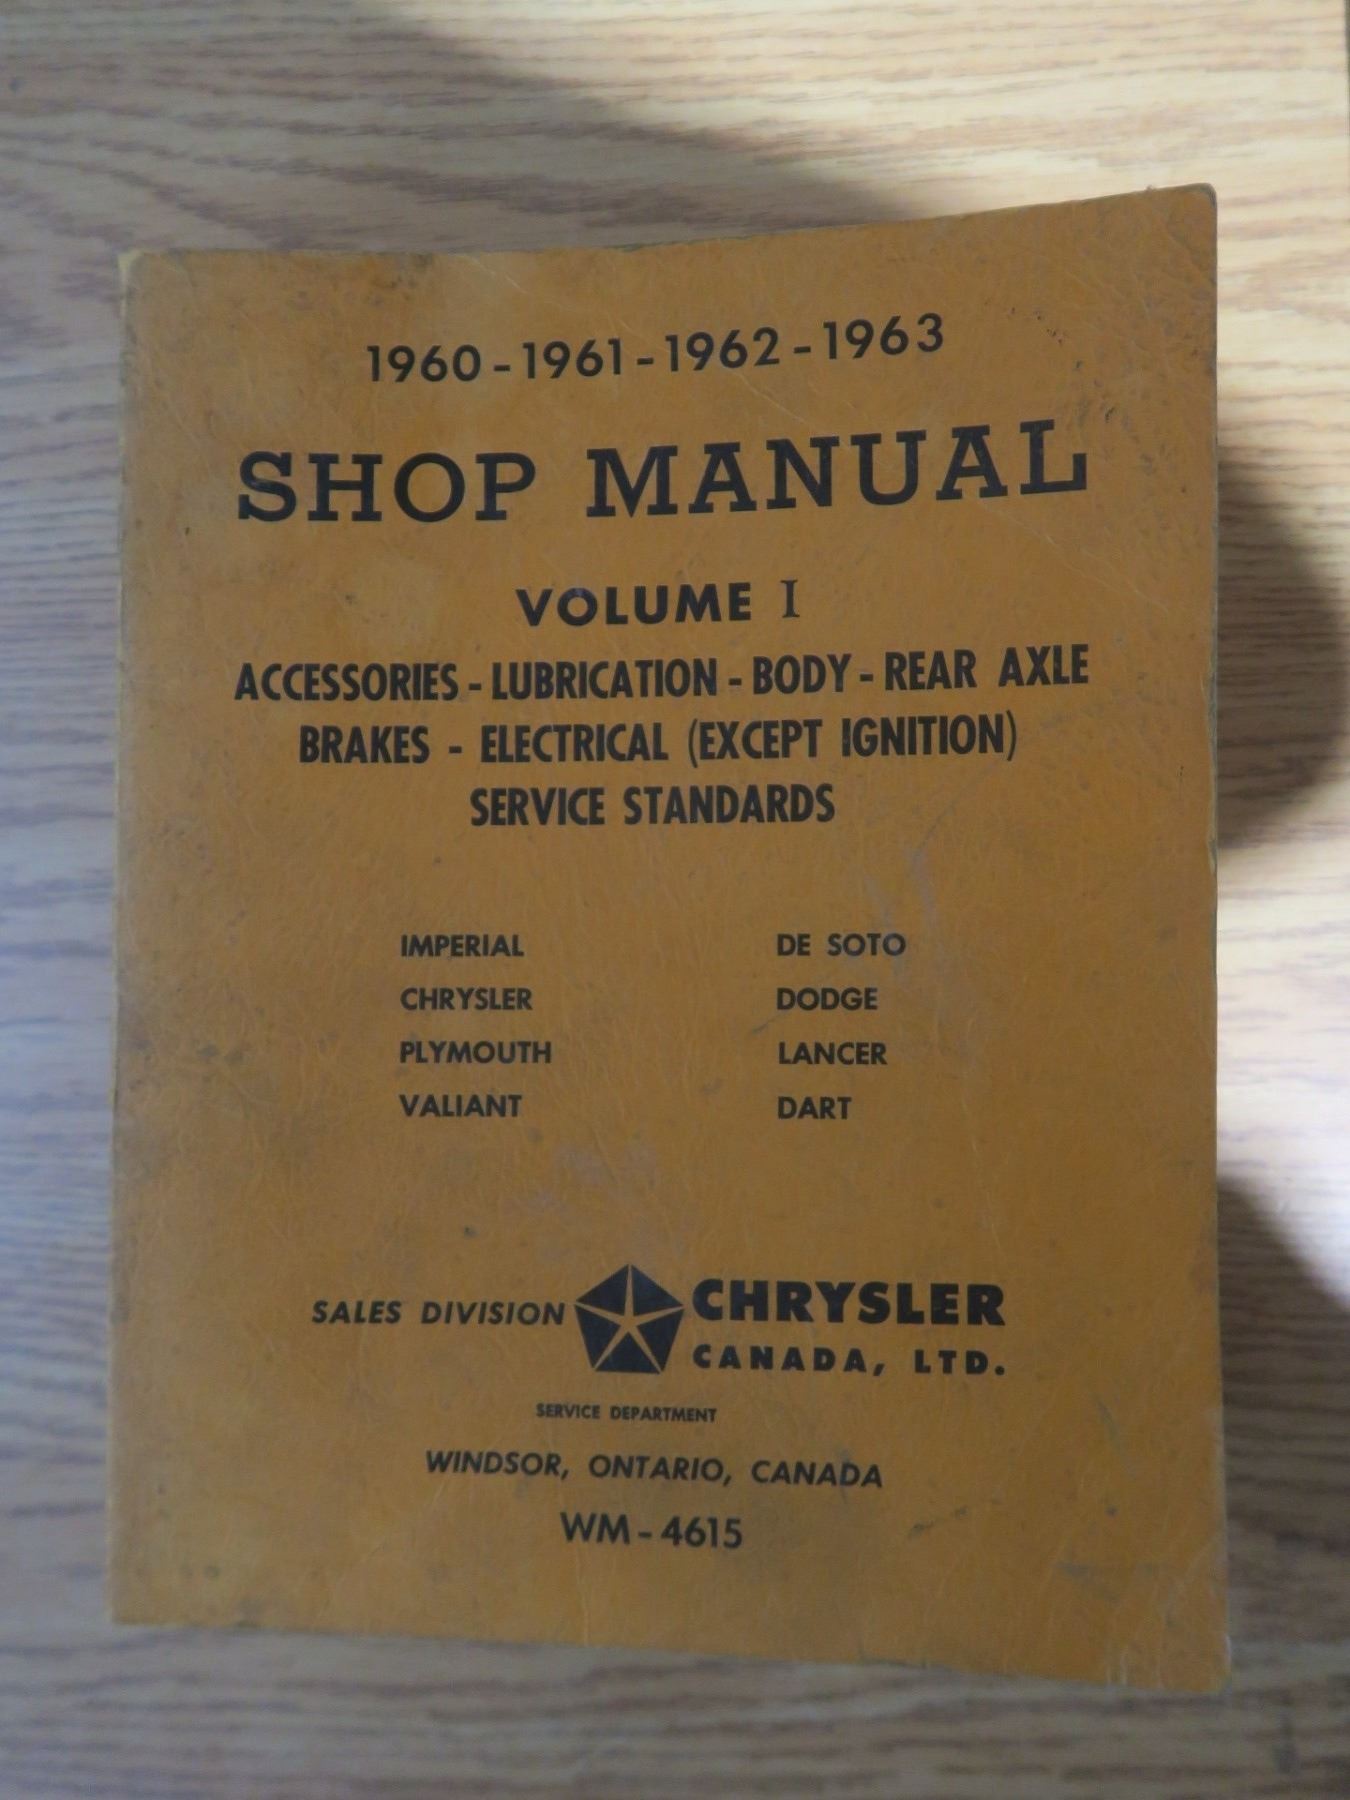 1960 - 1961 - 1962 - 1963
SHOP MANUAL
VOLUME I
ACCESSORIES - LUBRICATION - BODY - REAR AXLE
BRAKES - ELECTRICAL (EXCEPT IGNITION)
SERVICE STANDARDS
IMPERIAL
CHRYSLER
PLYMOUTH
VALIANT
DE SOTO
DODGE
LANCER
DART
SALES DIVISION CHRYSLER
CANADA, LTD.
SERVICE DEPARTMENT
WINDSOR, ONTARIO, CANADA
WM - 4615